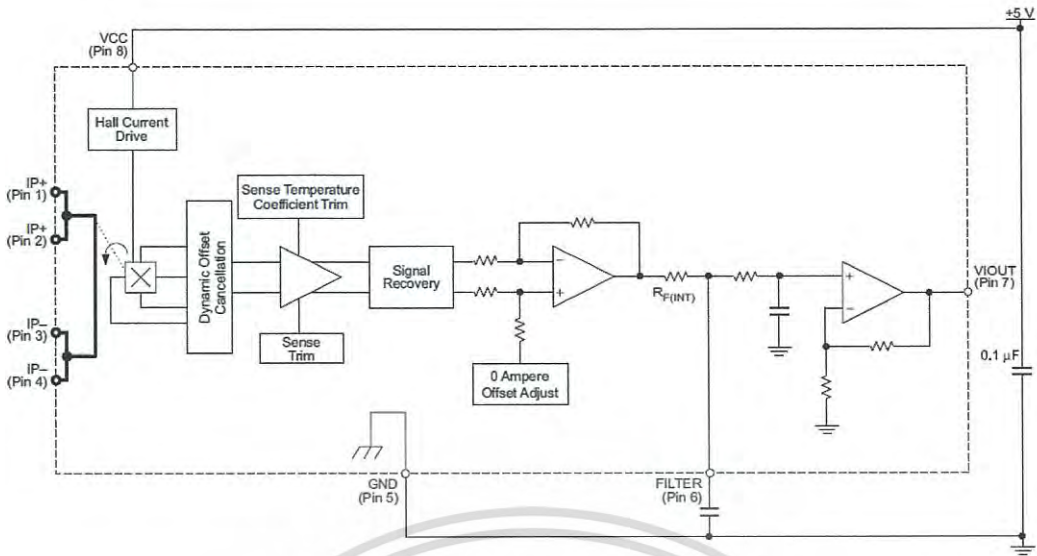 +5 V
VCC
(Pin 8)
Hall Current
Drive
IP+
(Pin 1)
IP+
(Pin 2)
IP–
(Pin 3)
IP–
(Pin 4)
Dynamic Offset
Cancellation
Sense Temperature
Coefficient Trim
Sense
Trim
Signal
Recovery
0 Ampere
Offset Adjust
–
+
RF(INT)
+
–
VIOUT
(Pin 7)
0.1 µF
GND
(Pin 5)
FILTER
(Pin 6)